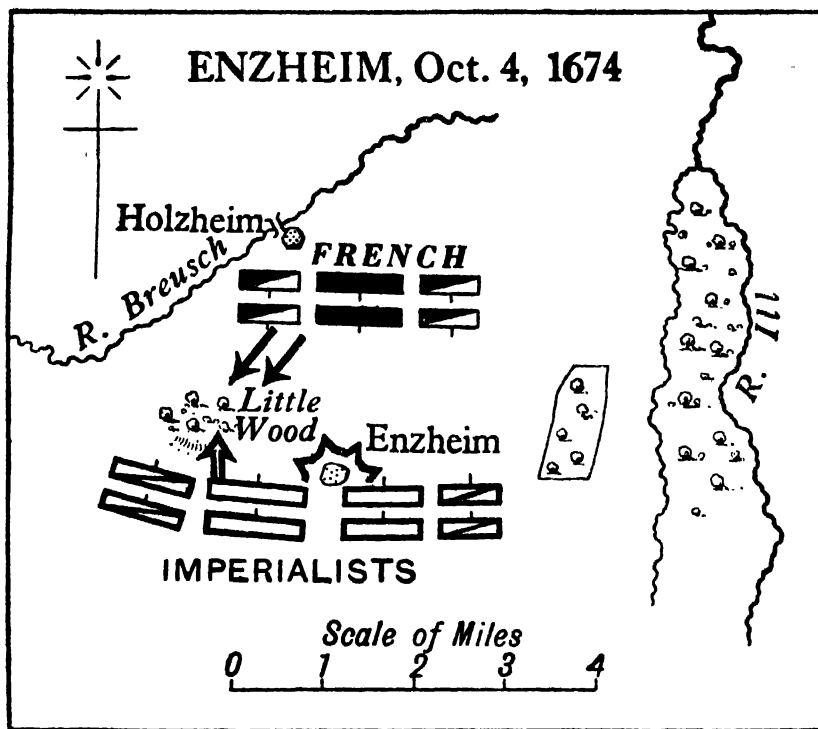 ENZHEIM, Oct. 4, 1674
Holzheim
R. Breusch
FRENCH
R. Ill
Little
Wood
Enzheim
IMPERIALISTS
Scale of Miles
0 1 2 3 4